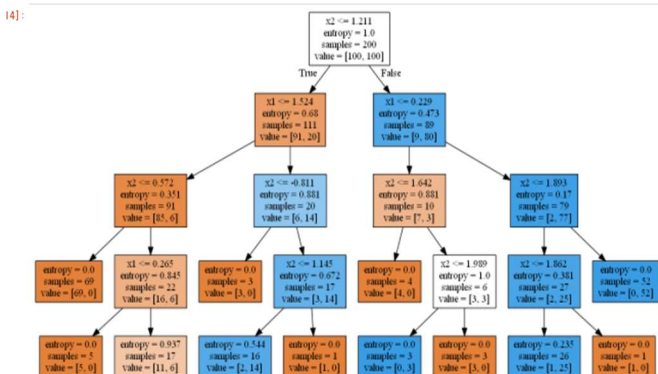 14]:
x2 <= 1.211
entropy = 1.0
samples = 200
value = [100, 100]
True
False
x1 <= 1.524
entropy = 0.68
samples = 111
value = [91, 20]
x1 <= 0.229
entropy = 0.473
samples = 89
value = [9, 80]
x2 <= 0.572
entropy = 0.351
samples = 91
value = [85, 6]
x2 <= -0.811
entropy = 0.881
samples = 20
value = [6, 14]
x2 <= 1.642
entropy = 0.881
samples = 10
value = [7, 3]
x2 <= 1.893
entropy = 0.17
samples = 79
value = [2, 77]
entropy = 0.0
samples = 69
value = [69, 0]
x1 <= 0.265
entropy = 0.845
samples = 22
value = [16, 6]
entropy = 0.0
samples = 3
value = [3, 0]
x2 <= 1.145
entropy = 0.672
samples = 17
value = [3, 14]
entropy = 0.0
samples = 4
value = [4, 0]
x2 <= 1.989
entropy = 1.0
samples = 6
value = [3, 3]
x2 <= 1.862
entropy = 0.381
samples = 27
value = [2, 25]
entropy = 0.0
samples = 52
value = [0, 52]
entropy = 0.0
samples = 5
value = [5, 0]
entropy = 0.937
samples = 17
value = [11, 6]
entropy = 0.544
samples = 16
value = [2, 14]
entropy = 0.0
samples = 1
value = [1, 0]
entropy = 0.0
samples = 3
value = [0, 3]
entropy = 0.0
samples = 3
value = [3, 0]
entropy = 0.235
samples = 26
value = [1, 25]
entropy = 0.0
samples = 1
value = [1, 0]